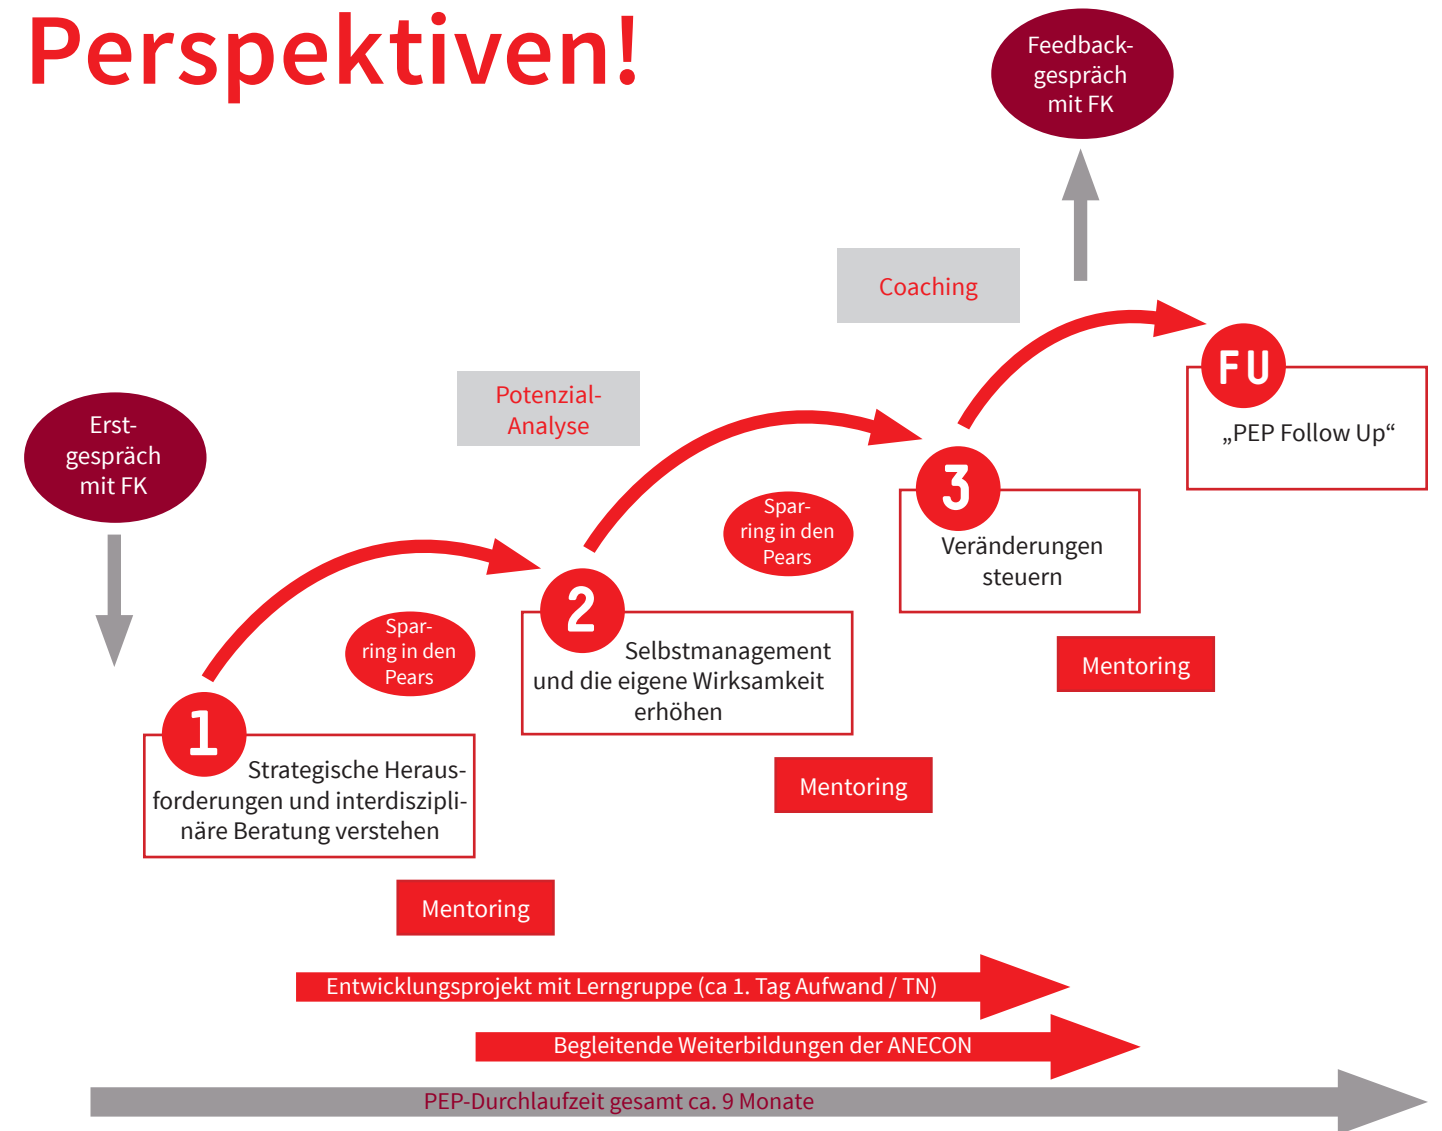 Perspektiven!
Feedback-
gespräch
mit FK
Coaching
Potenzial-
Analyse
Erst-
gespräch
mit FK
FU
„PEP Follow Up“
3
Veränderungen
steuern
Spar-
ring in den
Pears
2
Selbstmanagement
und die eigene Wirksamkeit
erhöhen
Spar-
ring in den
Pears
Mentoring
1
Strategische Heraus-
forderungen und interdiszipli-
näre Beratung verstehen
Mentoring
Mentoring
Entwicklungsprojekt mit Lerngruppe (ca 1. Tag Aufwand / TN)
Begleitende Weiterbildungen der ANECON
PEP-Durchlaufzeit gesamt ca. 9 Monate